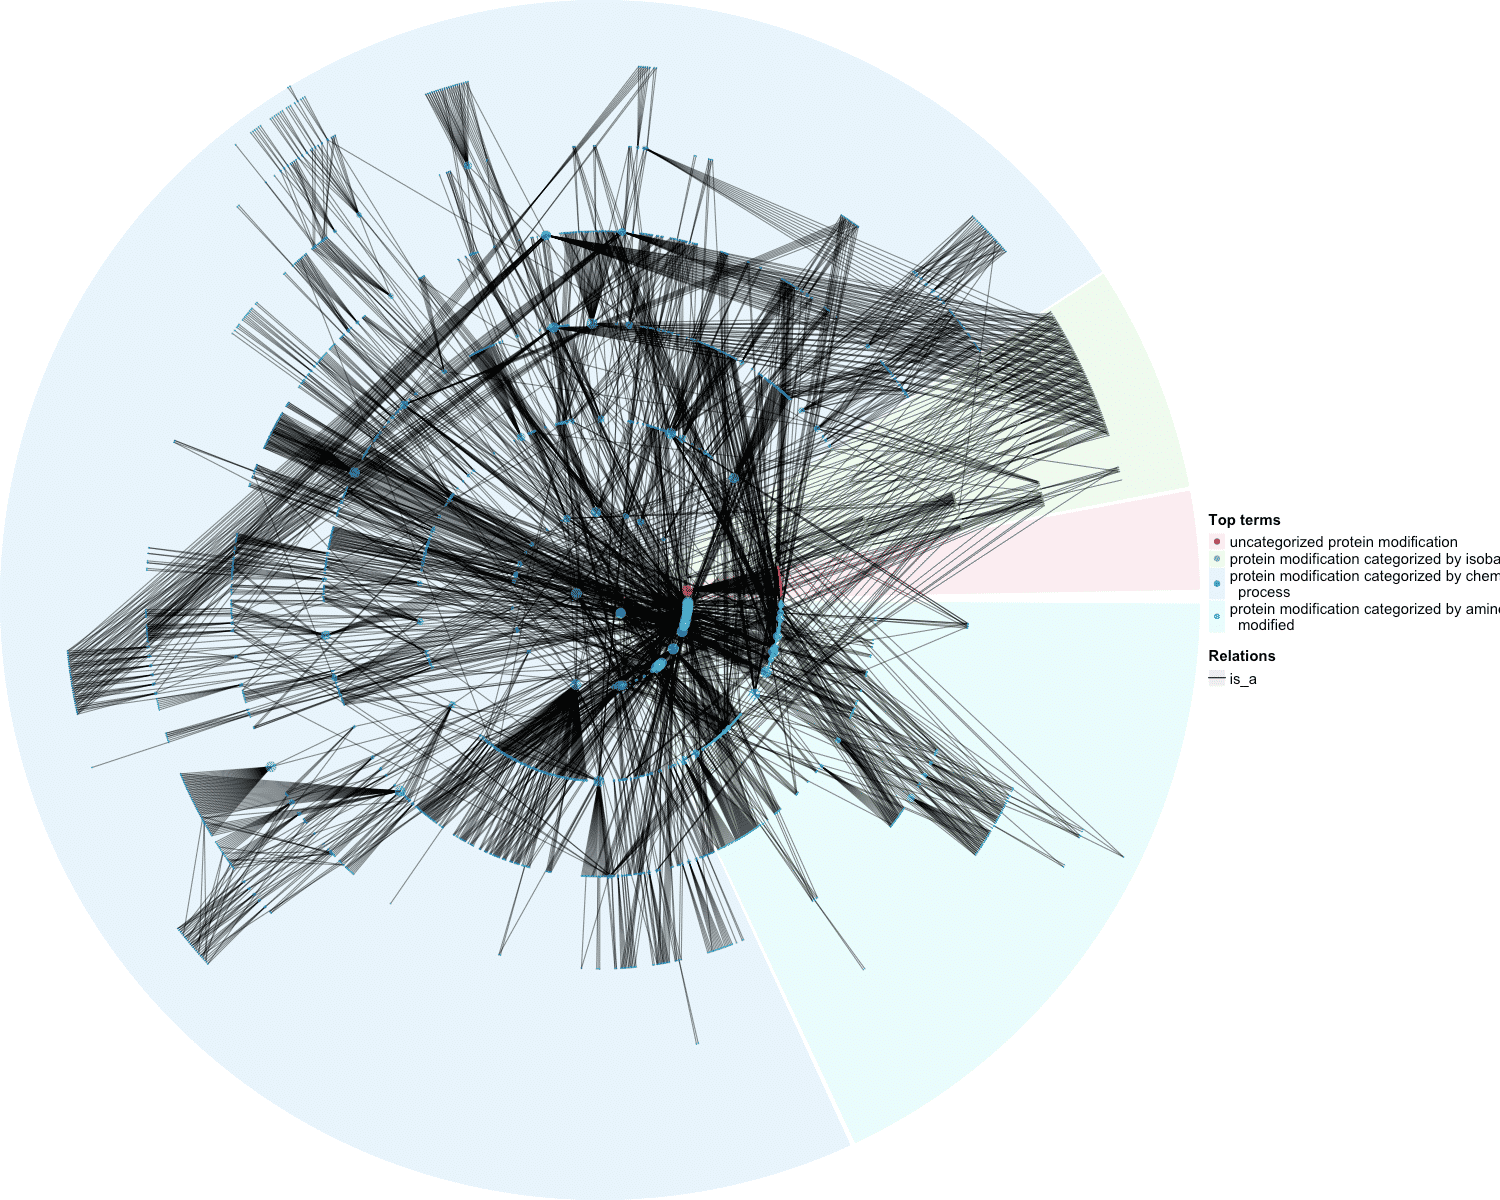 Top terms
uncategorized protein modification
protein modification categorized by isoba
protein modification categorized by chem
process
protein modification categorized by amin
modified
Relations
is_a